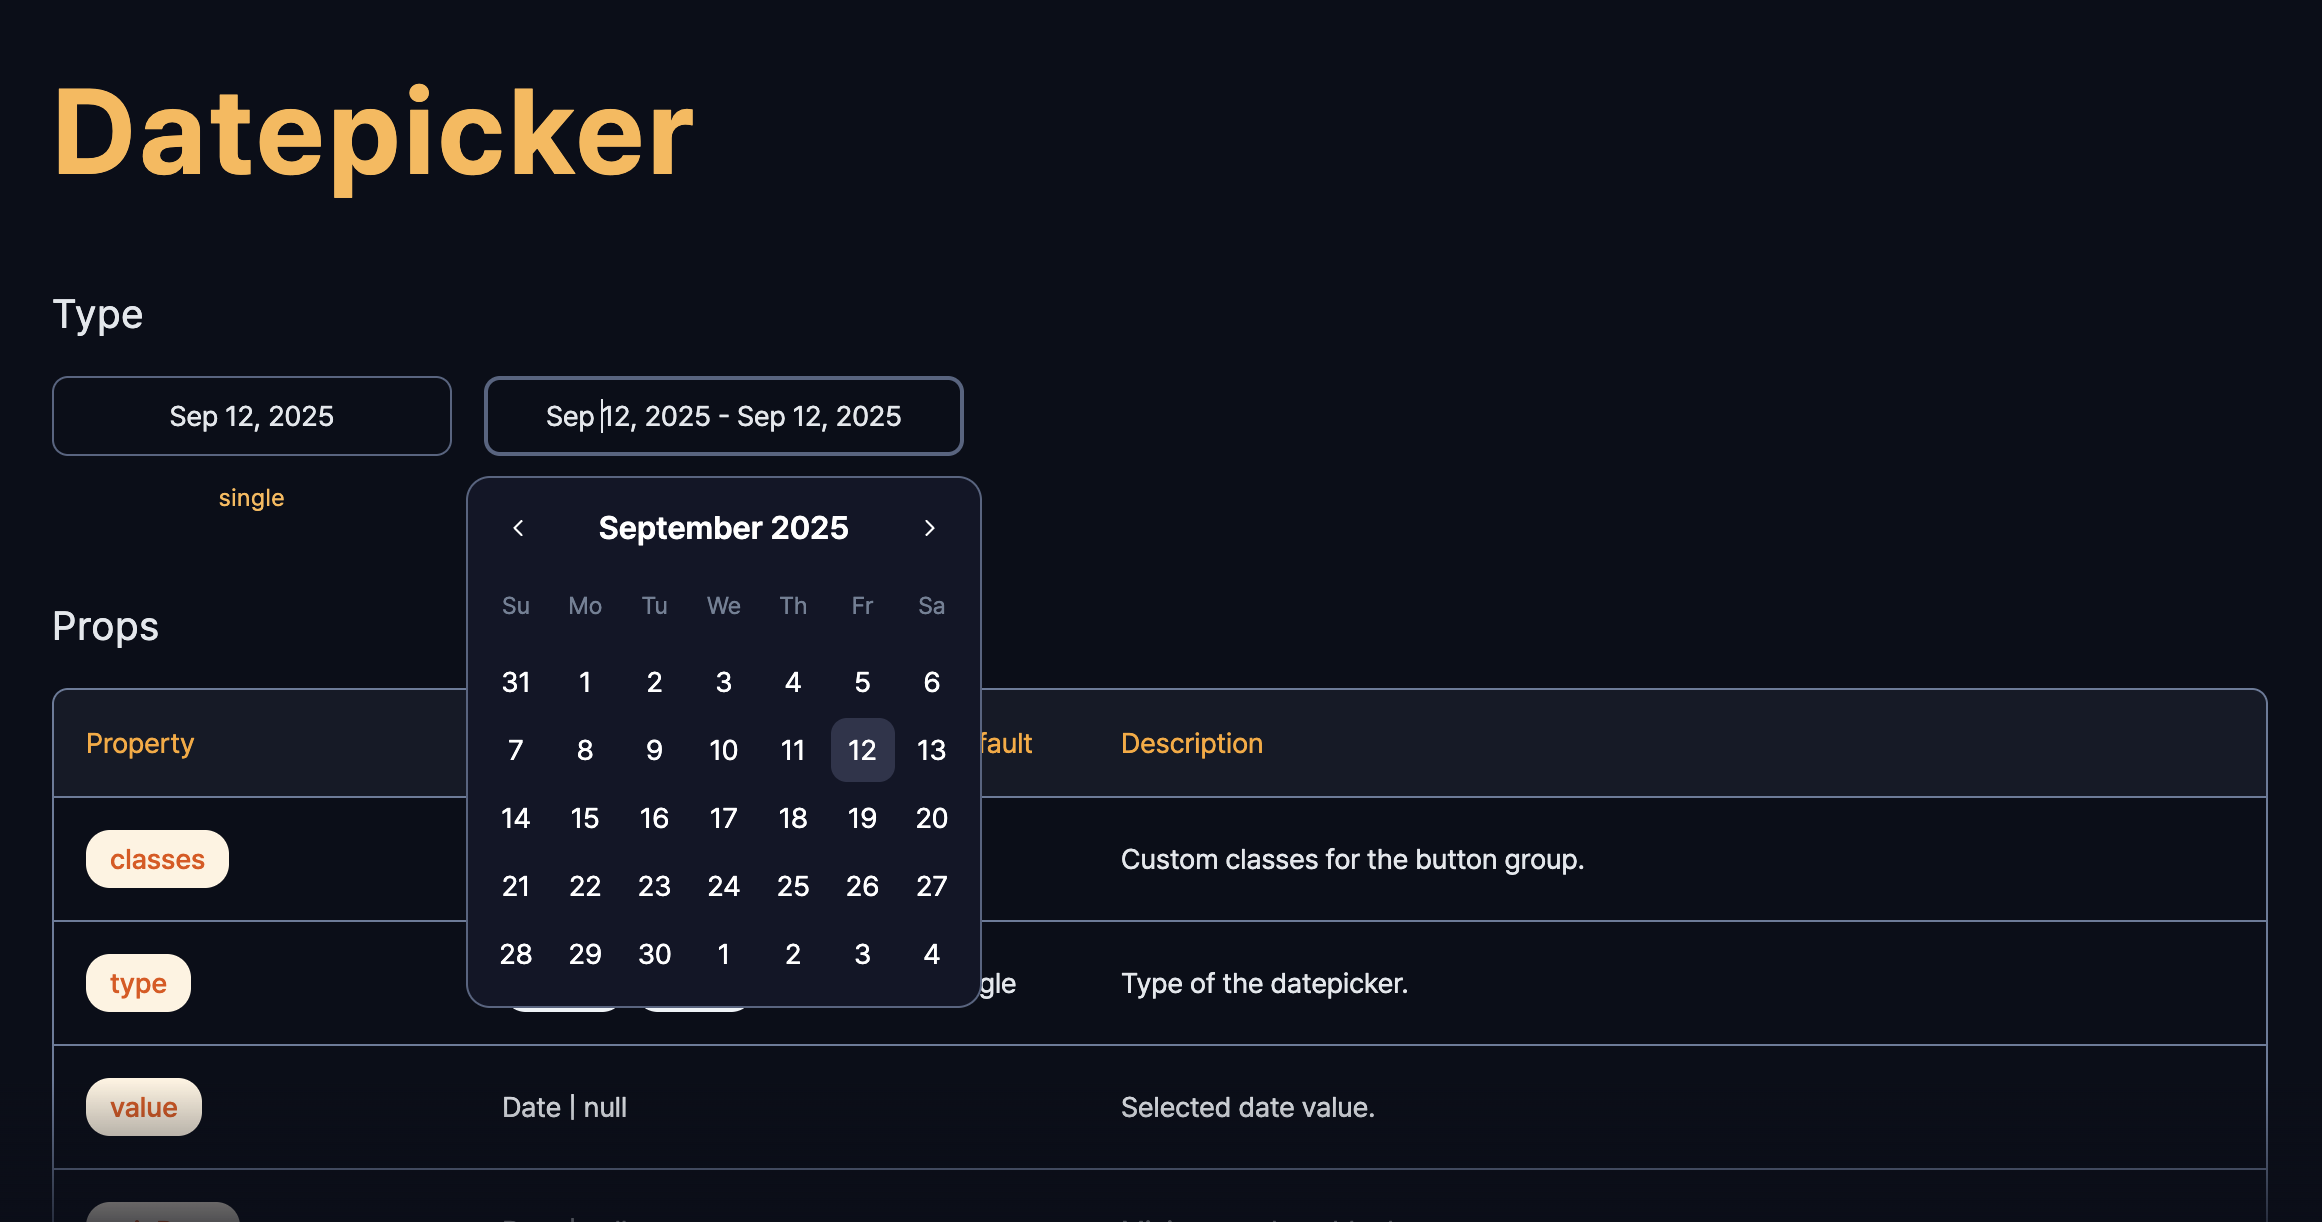 Datepicker
Type
Sep 12, 2025
Sep 12, 2025 - Sep 12, 2025
single
September 2025
Su Mo Tu We Th Fr Sa
31 1 2 3 4 5 6
7 8 9 10 11 12 13
14 15 16 17 18 19 20
21 22 23 24 25 26 27
28 29 30 1 2 3 4
Props
Property fault Description
classes Custom classes for the button group.
type gle Type of the datepicker.
value Date | null Selected date value.